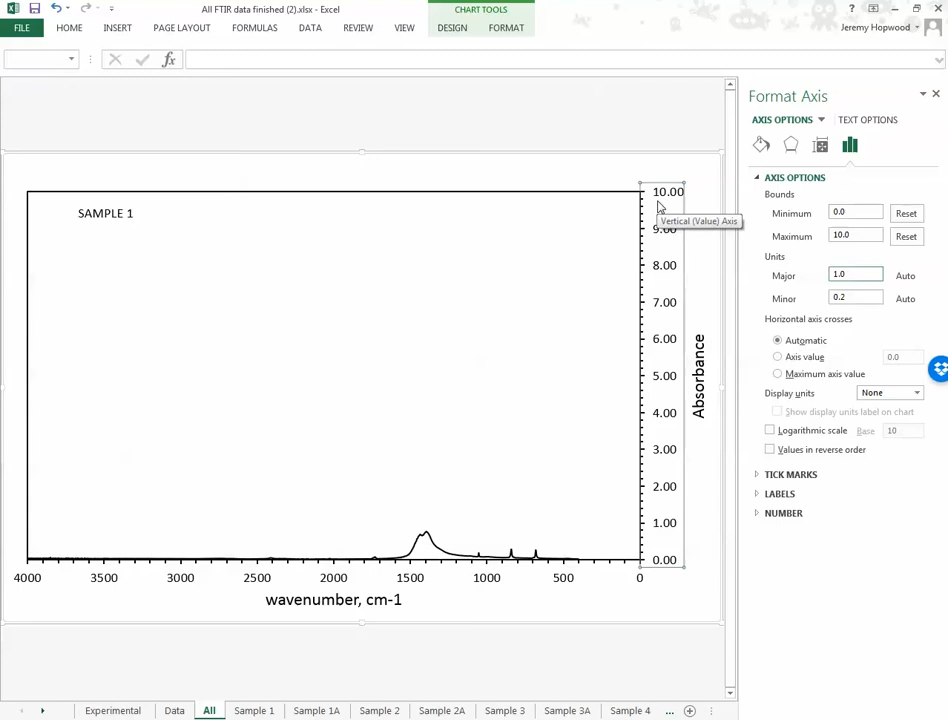 All FTIR data finished (2).xlsx - Excel
CHART TOOLS
?
FILE HOME INSERT PAGE LAYOUT FORMULAS DATA REVIEW VIEW DESIGN FORMAT
Jeremy Hopwood
fx
Format Axis
AXIS OPTIONS TEXT OPTIONS
AXIS OPTIONS
Bounds
Minimum 0.0 Reset
Maximum 10.0 Reset
Units
Major 1.0 Auto
Minor 0.2 Auto
Horizontal axis crosses
Automatic
Axis value 0.0
Maximum axis value
Display units None
Show display units label on chart
Logarithmic scale Base 10
Values in reverse order
TICK MARKS
LABELS
NUMBER
SAMPLE 1
10.00
Vertical (Value) Axis
9.00
8.00
7.00
6.00
5.00
4.00
3.00
2.00
1.00
0.00
Absorbance
4000 3500 3000 2500 2000 1500 1000 500 0
wavenumber, cm-1
Experimental Data All Sample 1 Sample 1A Sample 2 Sample 2A Sample 3 Sample 3A Sample 4 ...